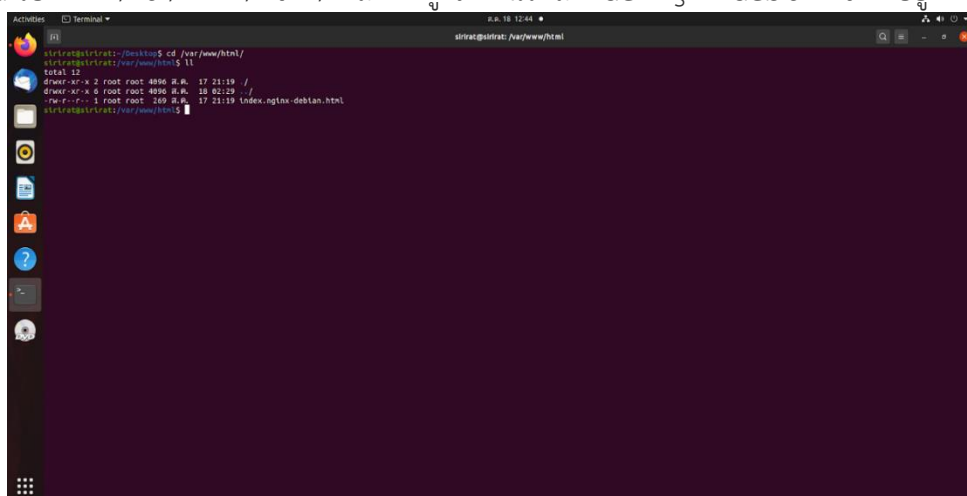 Activities Terminal ส.ค. 18 12:44
sirirat@sirirat: /var/www/html
sirirat@sirirat:~/Desktop$ cd /var/www/html/
sirirat@sirirat:/var/www/html$ ll
total 12
drwxr-xr-x 2 root root 4096 ส.ค. 17 21:19 ./
drwxr-xr-x 6 root root 4096 ส.ค. 18 02:29 ../
-rw-r--r-- 1 root root 269 ส.ค. 17 21:19 index.nginx-debian.html
sirirat@sirirat:/var/www/html$